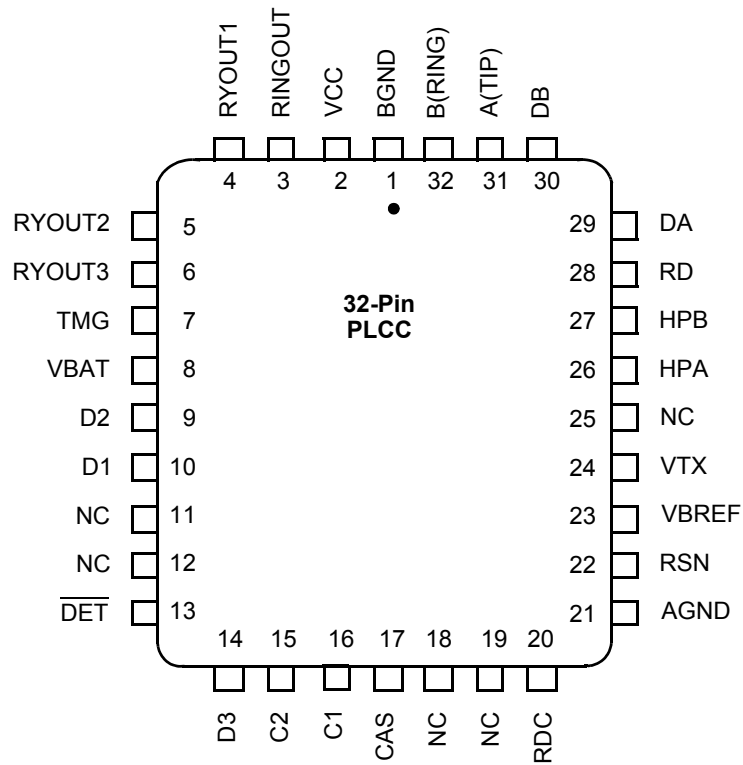 RYOUT1
RINGOUT
VCC
BGND
B(RING)
A(TIP)
DB
4
3
2
1
32
31
30
RYOUT2
5
29
DA
RYOUT3
6
28
RD
TMG
7
32-Pin
PLCC
27
HPB
VBAT
8
26
HPA
D2
9
25
NC
D1
10
24
VTX
NC
11
23
VBREF
NC
12
22
RSN
DET
13
21
AGND
14
15
16
17
18
19
20
D3
C2
C1
CAS
NC
NC
RDC